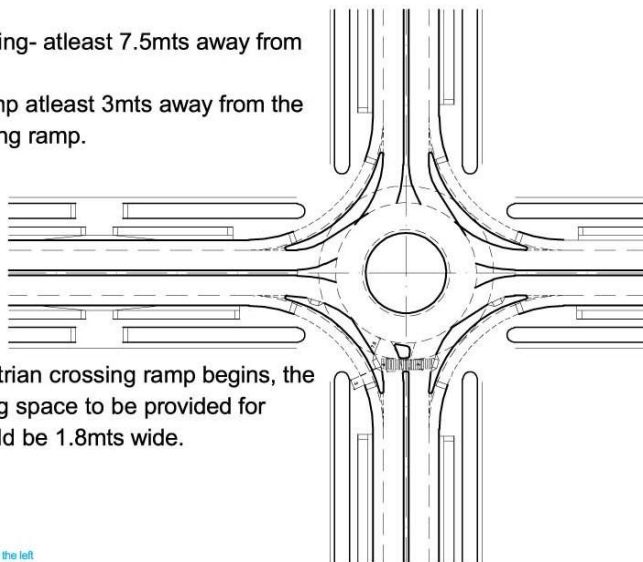 ing- atleast 7.5mts away from
np atleast 3mts away from the
ng ramp.
trian crossing ramp begins, the
g space to be provided for
ld be 1.8mts wide.
the left